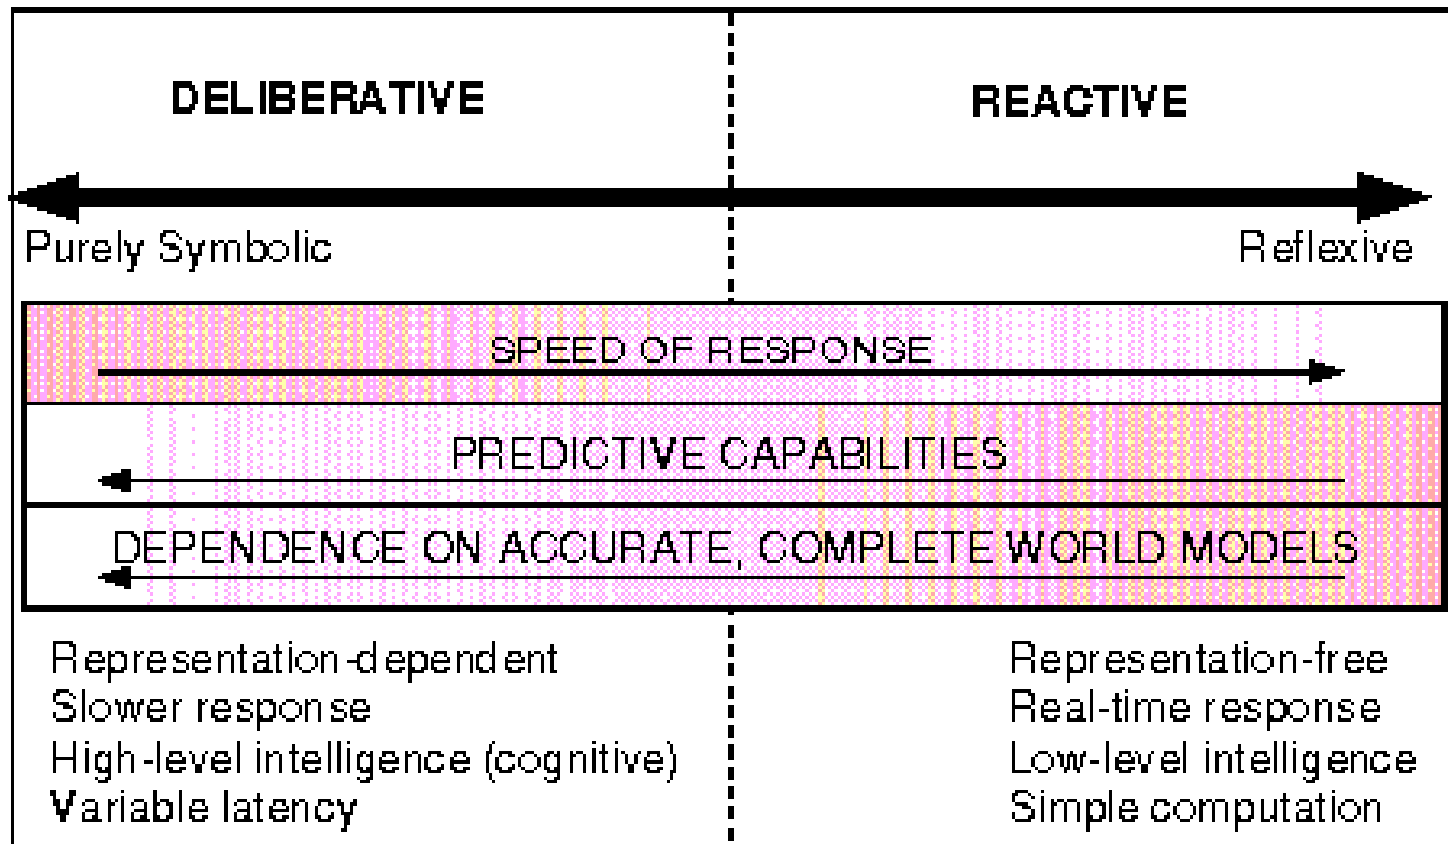 DELIBERATIVE
REACTIVE
Purely Symbolic
Reflexive
SPEED OF RESPONSE
PREDICTIVE CAPABILITIES
DEPENDENCE ON ACCURATE, COMPLETE WORLD MODELS
Representation-dependent
Slower response
High-level intelligence (cognitive)
Variable latency
Representation-free
Real-time response
Low-level intelligence
Simple computation